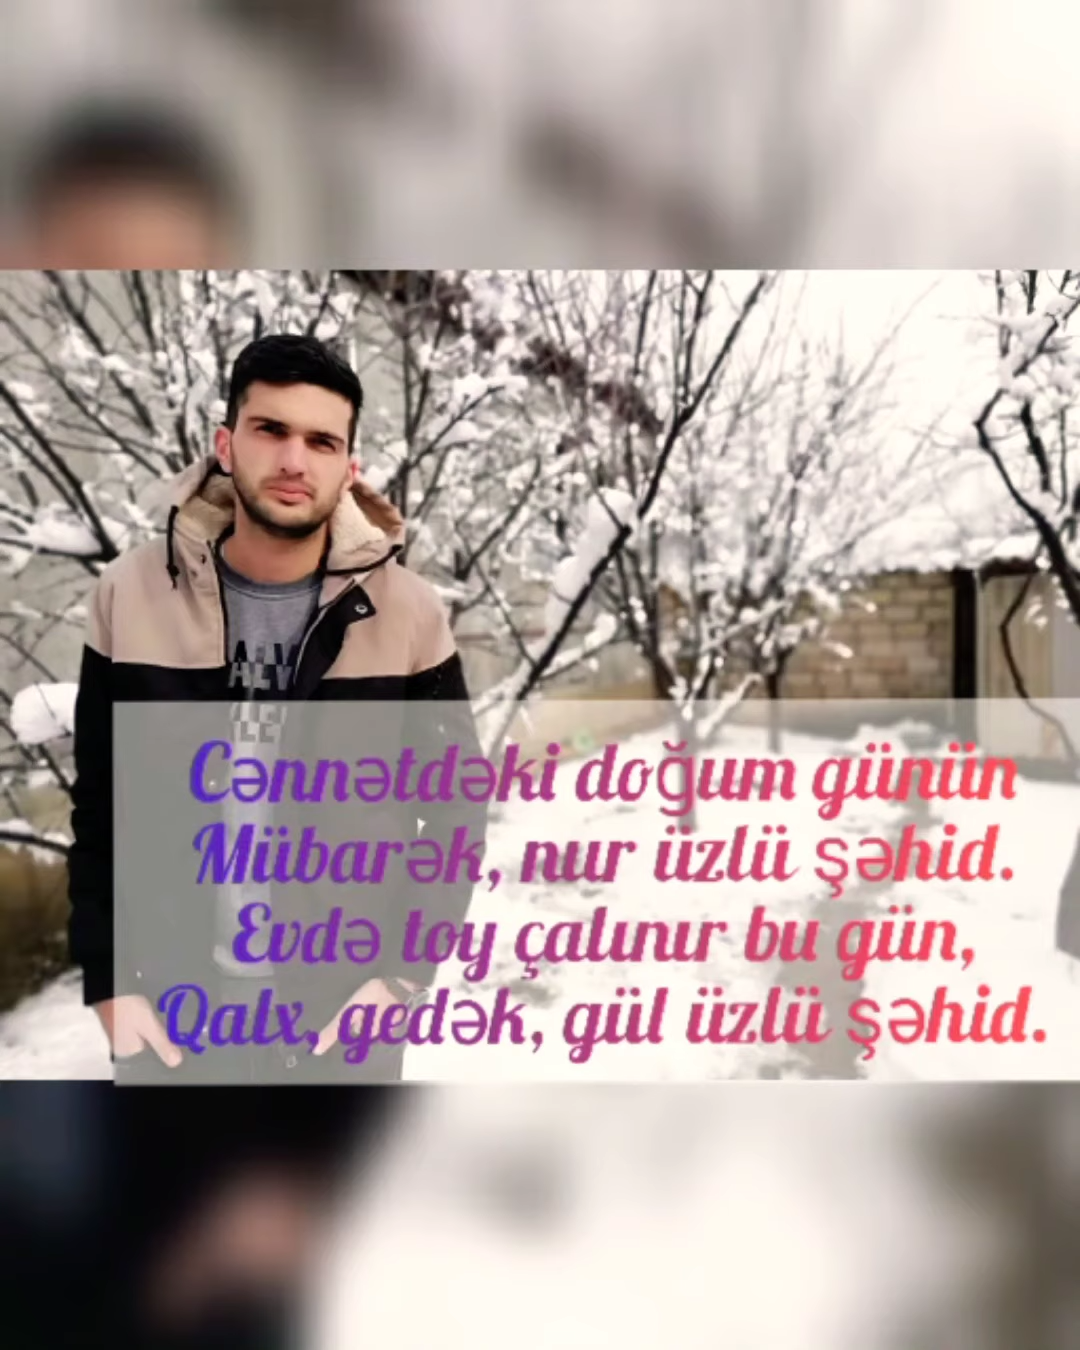 Cənnətdəki doğum günün
Mübarək, nur üzlü şəhid.
Evdə toy çalınır bu gün,
Qalx, gedək, gül üzlü şəhid.